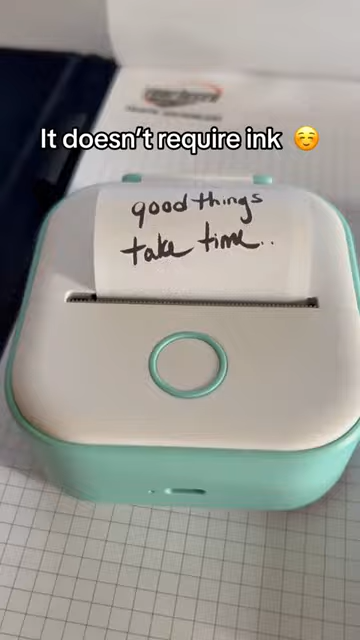 It doesn't require ink ☺️
good things
take time..